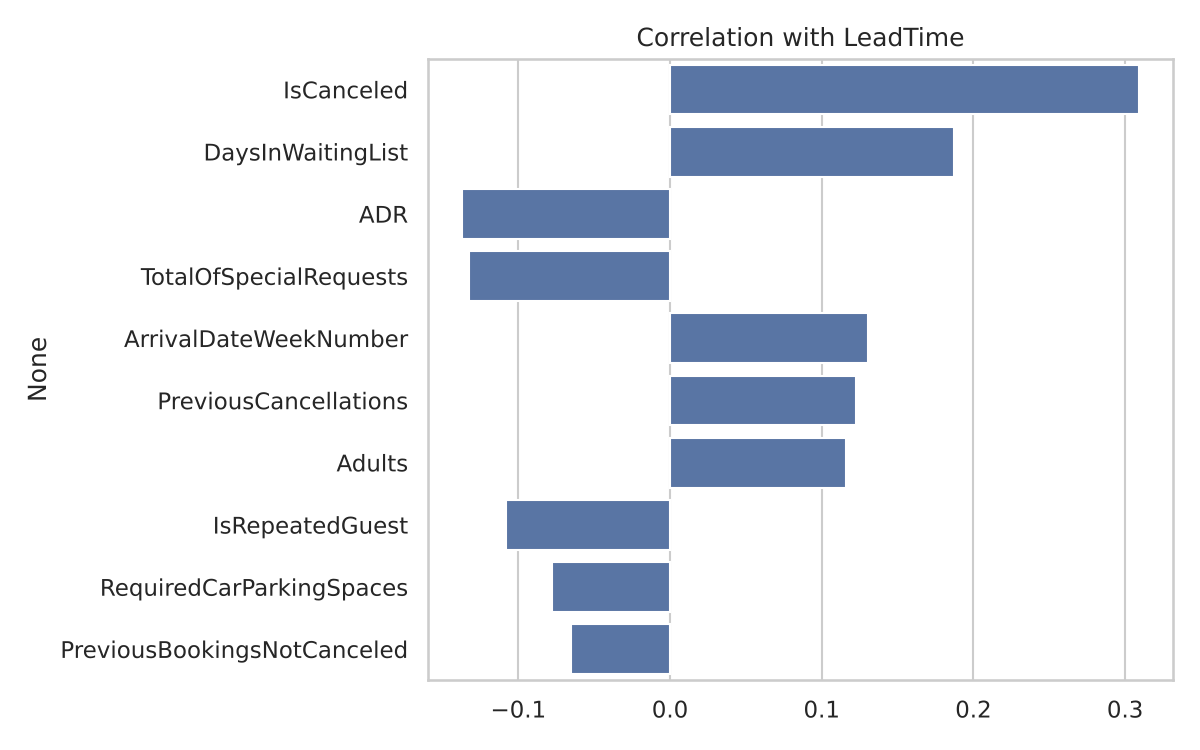 Correlation with LeadTime
IsCanceled
DaysInWaitingList
ADR
TotalOfSpecialRequests
ArrivalDateWeekNumber
PreviousCancellations
Adults
IsRepeatedGuest
RequiredCarParkingSpaces
PreviousBookingsNotCanceled
None
−0.1 0.0 0.1 0.2 0.3